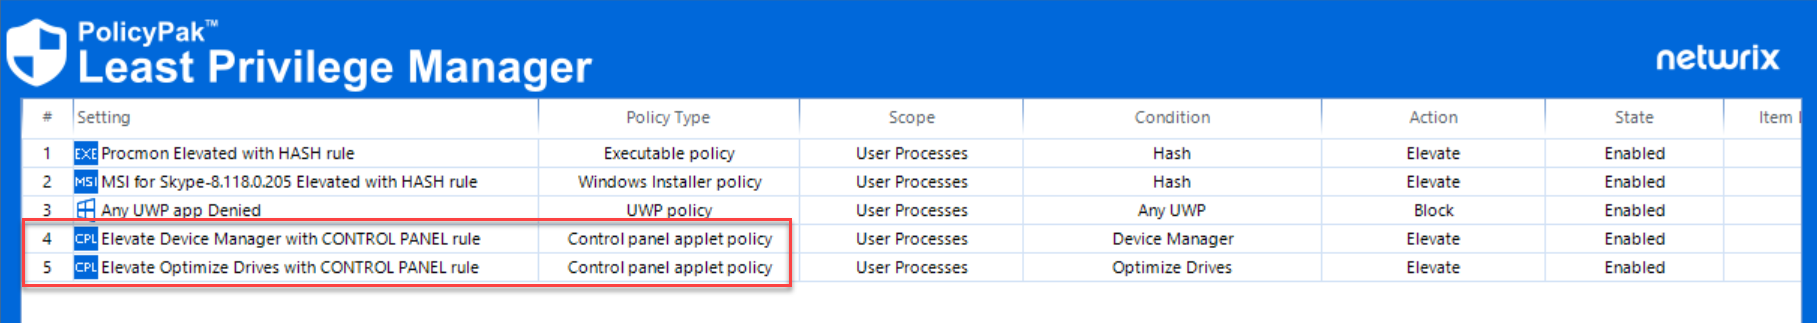 PolicyPak™
Least Privilege Manager
netwrix
# Setting Policy Type Scope Condition Action State Item
1 EXE Procmon Elevated with HASH rule Executable policy User Processes Hash Elevate Enabled
2 MSI MSI for Skype-8.118.0.205 Elevated with HASH rule Windows Installer policy User Processes Hash Elevate Enabled
3 Any UWP app Denied UWP policy User Processes Any UWP Block Enabled
4 CPL Elevate Device Manager with CONTROL PANEL rule Control panel applet policy User Processes Device Manager Elevate Enabled
5 CPL Elevate Optimize Drives with CONTROL PANEL rule Control panel applet policy User Processes Optimize Drives Elevate Enabled